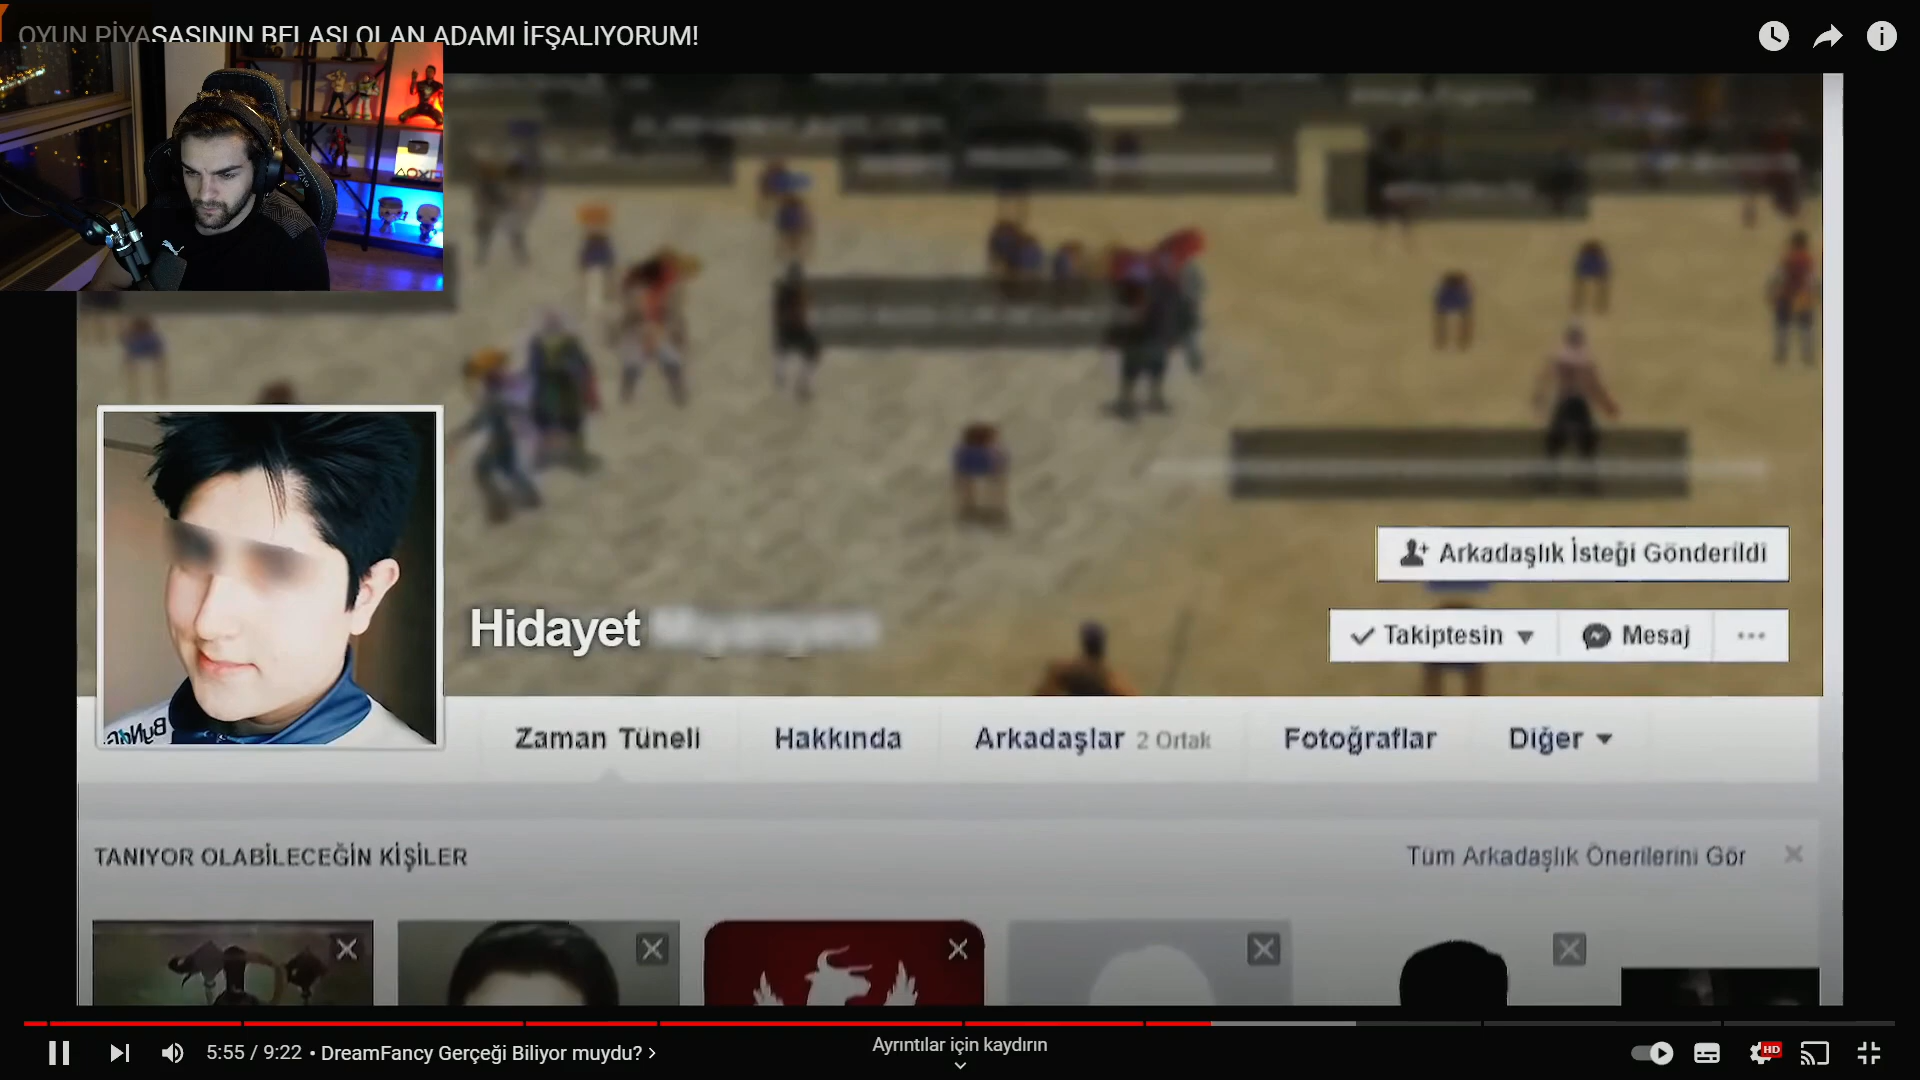 OYUN PİYASASININ BELASI OLAN ADAMI İFŞALIYORUM!
Arkadaşlık İsteği Gönderildi
Hidayet
Takiptesin
Mesaj
Zaman Tüneli
Hakkında
Arkadaşlar 2 Ortak
Fotoğraflar
Diğer
TANIYOR OLABİLECEĞİN KİŞİLER
Tüm Arkadaşlık Önerilerini Gör
5:55 / 9:22 • DreamFancy Gerçeği Biliyor muydu? >
Ayrıntılar için kaydırın
HD